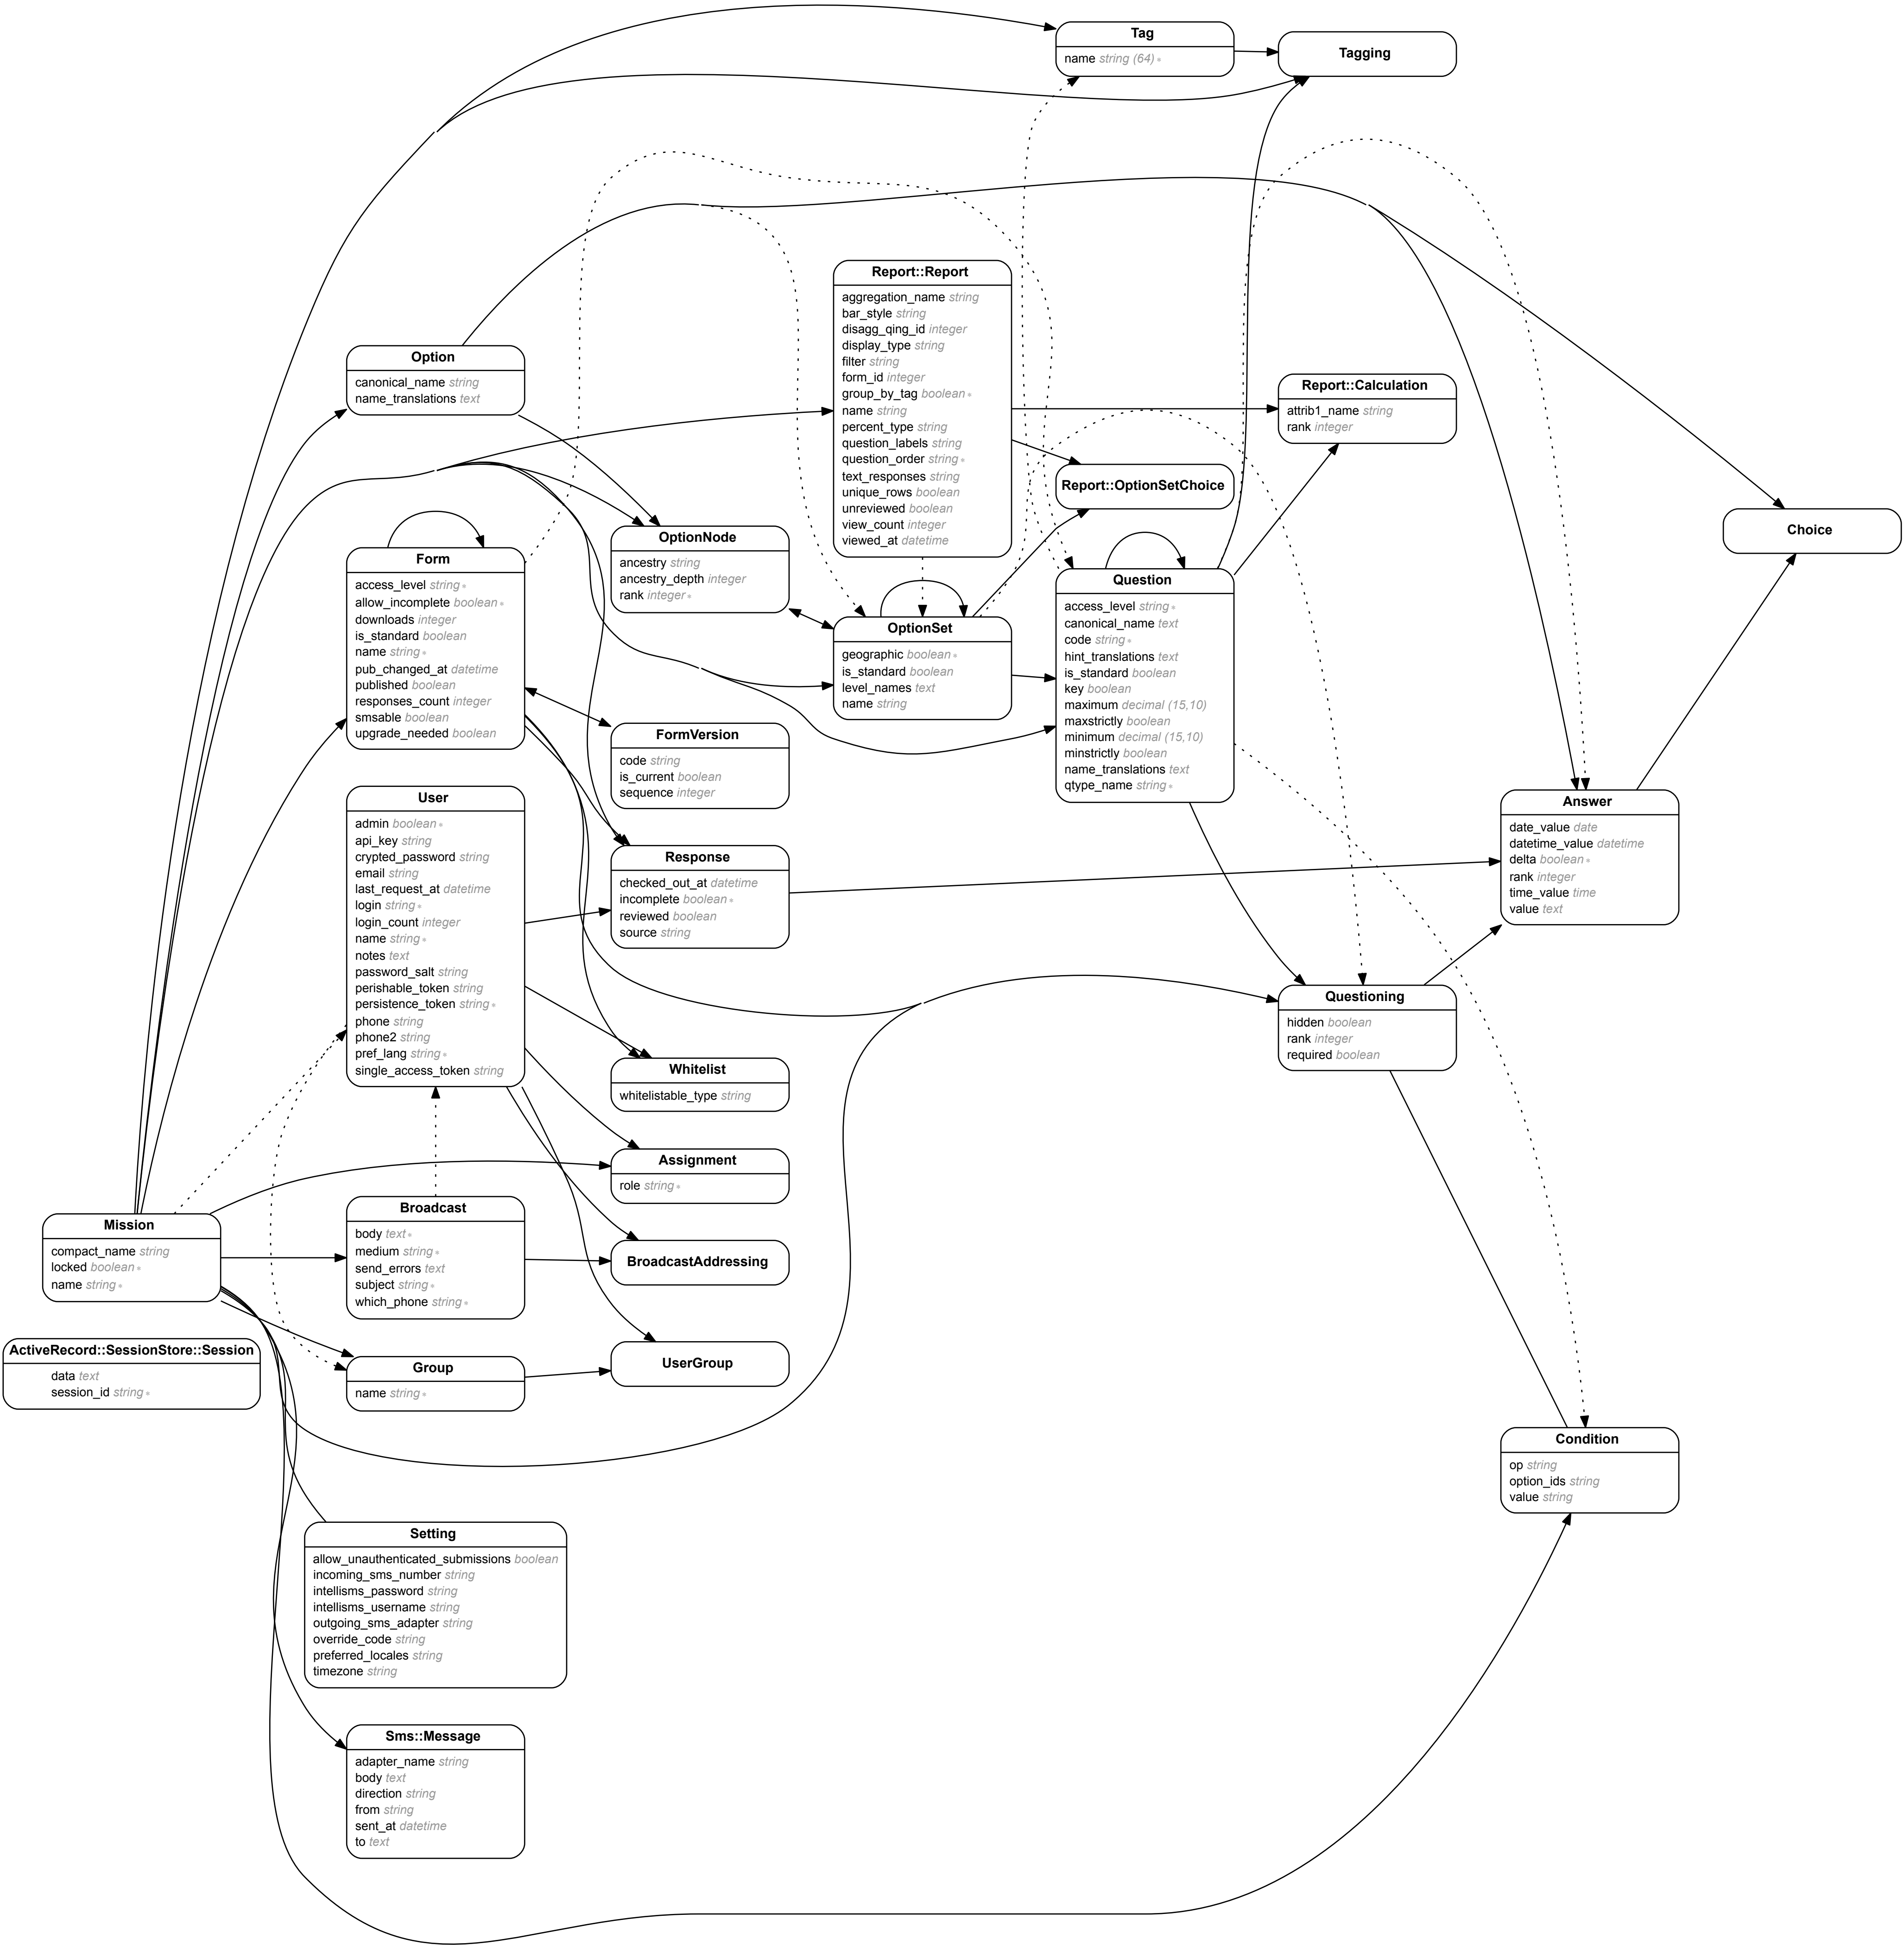 Tag
name string (64) *
Tagging
Option
canonical_name string
name_translations text
Report::Report
aggregation_name string
bar_style string
disagg_qing_id integer
display_type string
filter string
form_id integer
group_by_tag boolean *
name string
percent_type string
question_labels string
question_order string *
text_responses string
unique_rows boolean
unreviewed boolean
view_count integer
viewed_at datetime
Report::Calculation
attrib1_name string
rank integer
Report::OptionSetChoice
Choice
Form
access_level string *
allow_incomplete boolean *
downloads integer
is_standard boolean
name string *
pub_changed_at datetime
published boolean
responses_count integer
smsable boolean
upgrade_needed boolean
OptionNode
ancestry string
ancestry_depth integer
rank integer *
OptionSet
geographic boolean *
is_standard boolean
level_names text
name string
Question
access_level string *
canonical_name text
code string *
hint_translations text
is_standard boolean
key boolean
maximum decimal (15,10)
maxstrictly boolean
minimum decimal (15,10)
minstrictly boolean
name_translations text
qtype_name string *
FormVersion
code string
is_current boolean
sequence integer
User
admin boolean *
api_key string
crypted_password string
email string
last_request_at datetime
login string *
login_count integer
name string *
notes text
password_salt string
perishable_token string
persistence_token string *
phone string
phone2 string
pref_lang string *
single_access_token string
Response
checked_out_at datetime
incomplete boolean *
reviewed boolean
source string
Answer
date_value date
datetime_value datetime
delta boolean *
rank integer
time_value time
value text
Questioning
hidden boolean
rank integer
required boolean
Whitelist
whitelistable_type string
Assignment
role string *
Mission
compact_name string
locked boolean *
name string *
Broadcast
body text *
medium string *
send_errors text
subject string *
which_phone string *
BroadcastAddressing
ActiveRecord::SessionStore::Session
data text
session_id string *
Group
name string *
UserGroup
Condition
op string
option_ids string
value string
Setting
allow_unauthenticated_submissions boolean
incoming_sms_number string
intellisms_password string
intellisms_username string
outgoing_sms_adapter string
override_code string
preferred_locales string
timezone string
Sms::Message
adapter_name string
body text
direction string
from string
sent_at datetime
to text